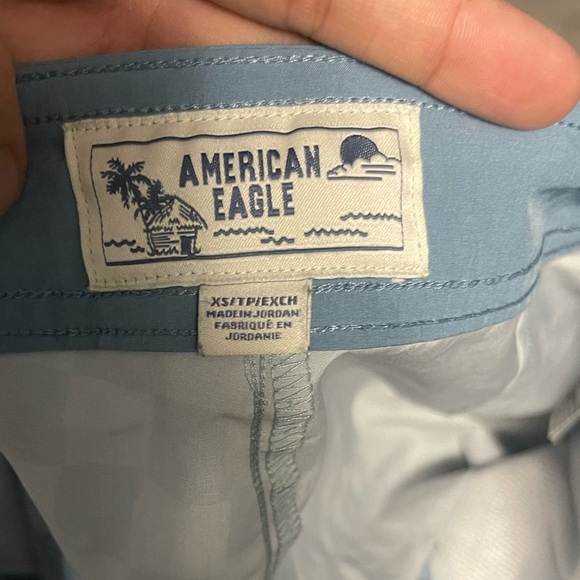 AMERICAN
EAGLE
XS/TP/EXCH
MADE IN JORDAN
FABRIQUÉ EN
JORDANIE